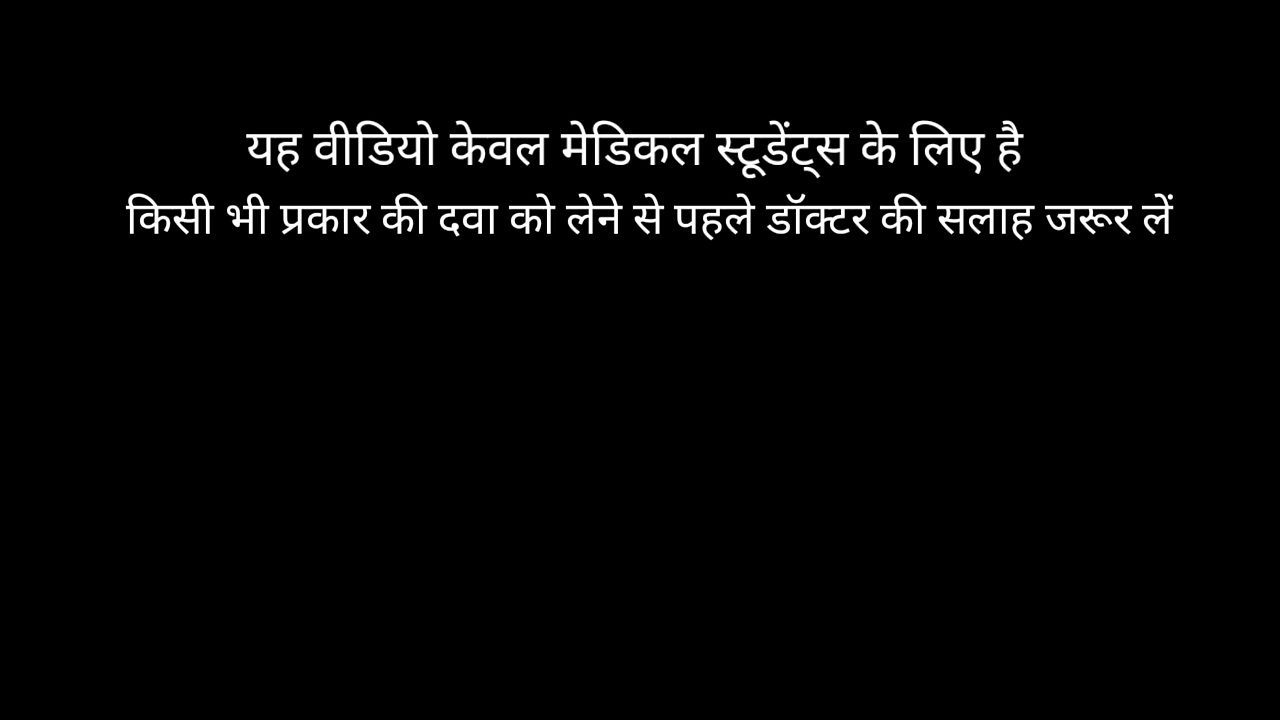 यह वीडियो केवल मेडिकल स्टूडेंट्स के लिए है
किसी भी प्रकार की दवा को लेने से पहले डॉक्टर की सलाह जरूर लें